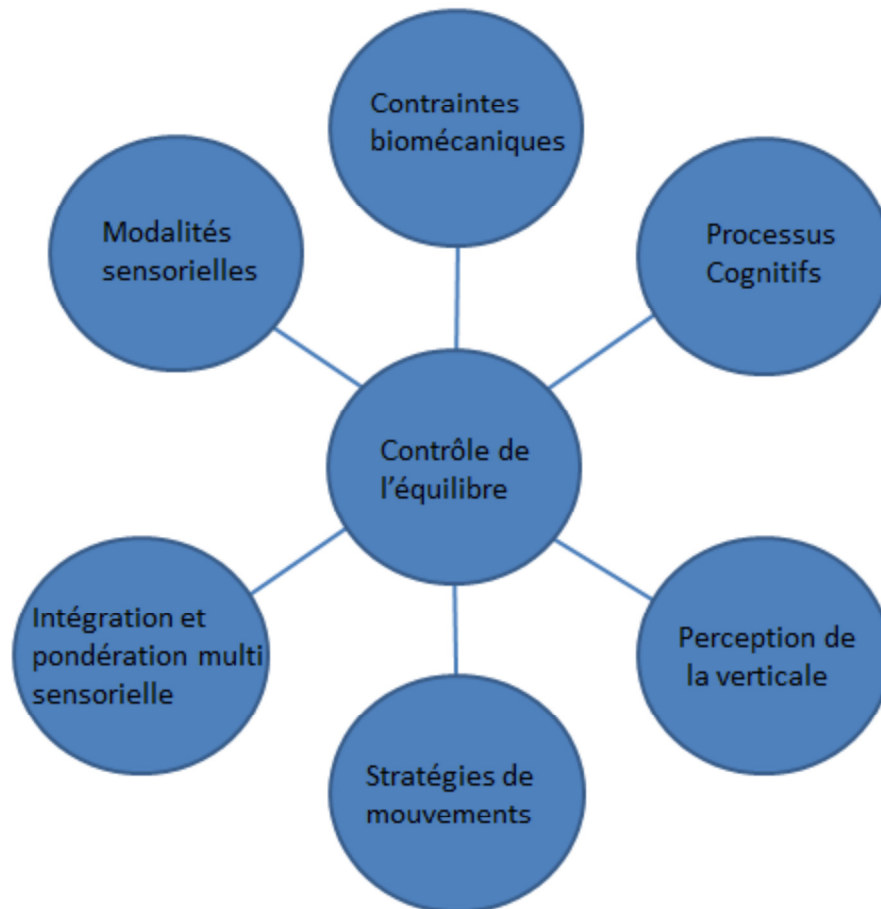 Contraintes
biomécaniques
Modalités
sensorielles
Processus
Cognitifs
Contrôle de
l’équilibre
Intégration et
pondération multi
sensorielle
Perception de
la verticale
Stratégies de
mouvements